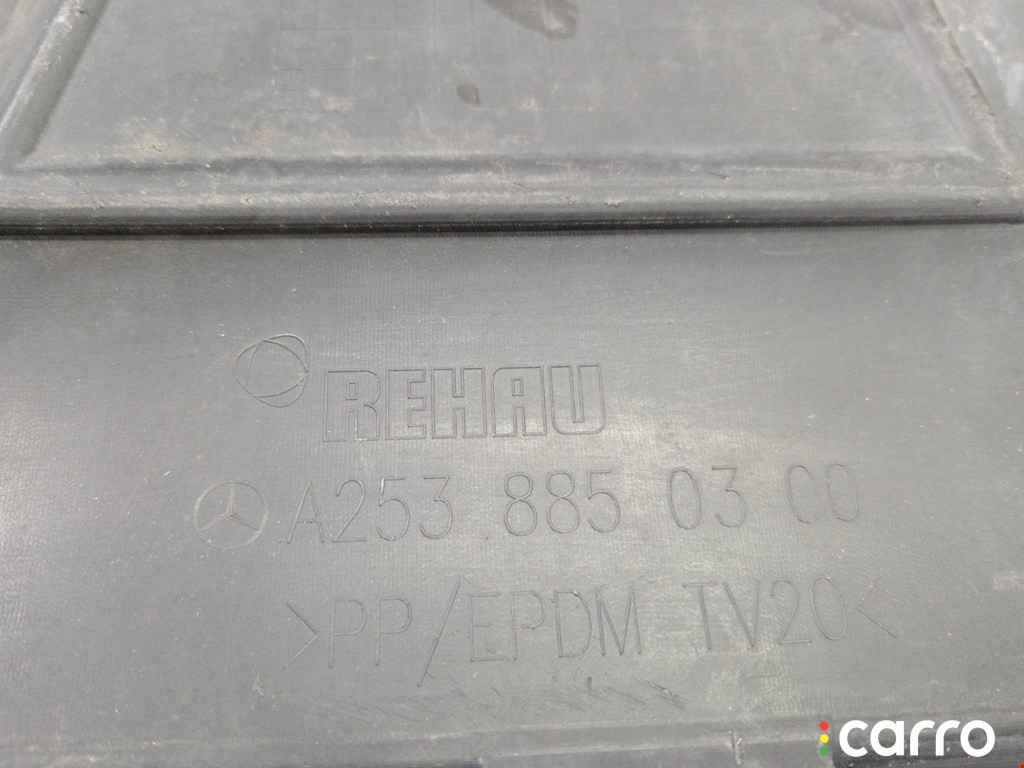 REHAU
A253 885 03 00
>PP/EPDM TV20<
carro